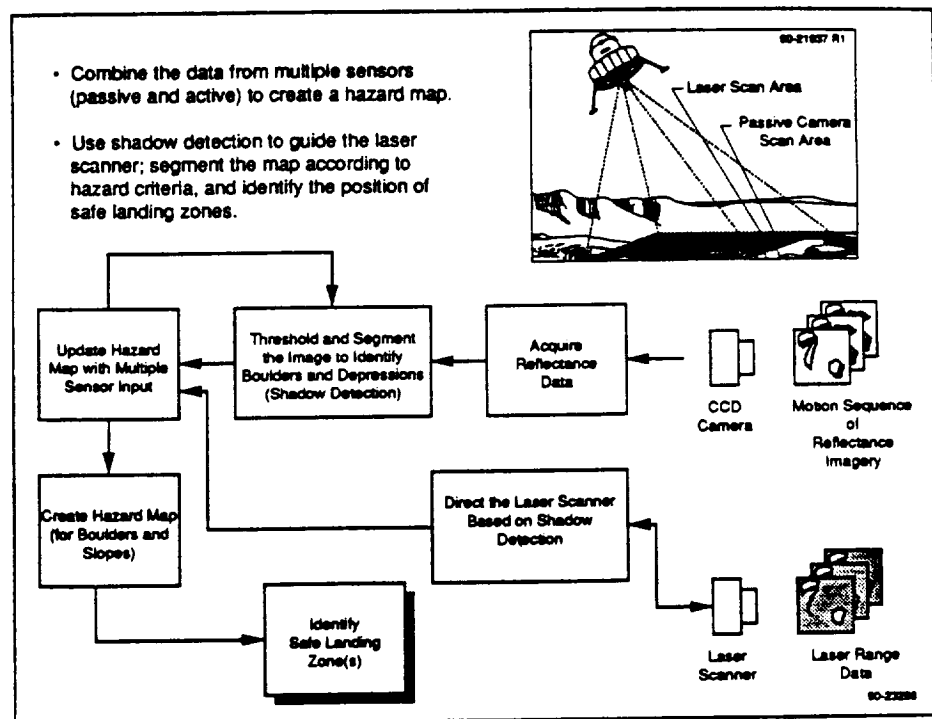 • Combine the data from multiple sensors
(passive and active) to create a hazard map.
• Use shadow detection to guide the laser
scanner; segment the map according to
hazard criteria, and identify the position of
safe landing zones.
90-21937 R1
Laser Scan Area
Passive Camera
Scan Area
Update Hazard
Map with Multiple
Sensor Input
Threshold and Segment
the Image to Identify
Boulders and Depressions
(Shadow Detection)
Acquire
Reflectance
Data
CCD
Camera
Motion Sequence
of
Reflectance
Imagery
Create Hazard Map
(for Boulders and
Slopes)
Direct the Laser Scanner
Based on Shadow
Detection
Identify
Safe Landing
Zone(s)
Laser
Scanner
Laser Range
Data